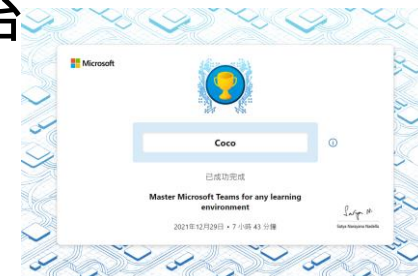 台
Microsoft
Coco
已成功完成
Master Microsoft Teams for any learning
environment
2021年12月29日 • 7 小時 43 分鐘
Satya Narayana Nadella